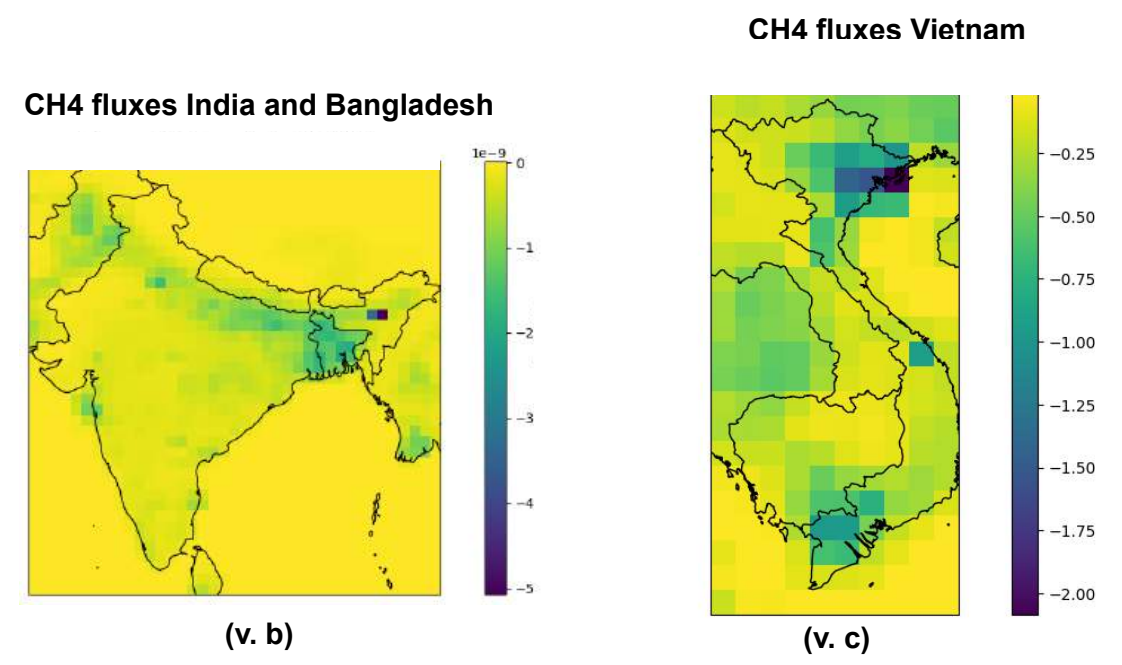 CH4 fluxes Vietnam
CH4 fluxes India and Bangladesh
1e−9
0
−1
−2
−3
−4
−5
−0.25
−0.50
−0.75
−1.00
−1.25
−1.50
−1.75
−2.00
(v. b)
(v. c)